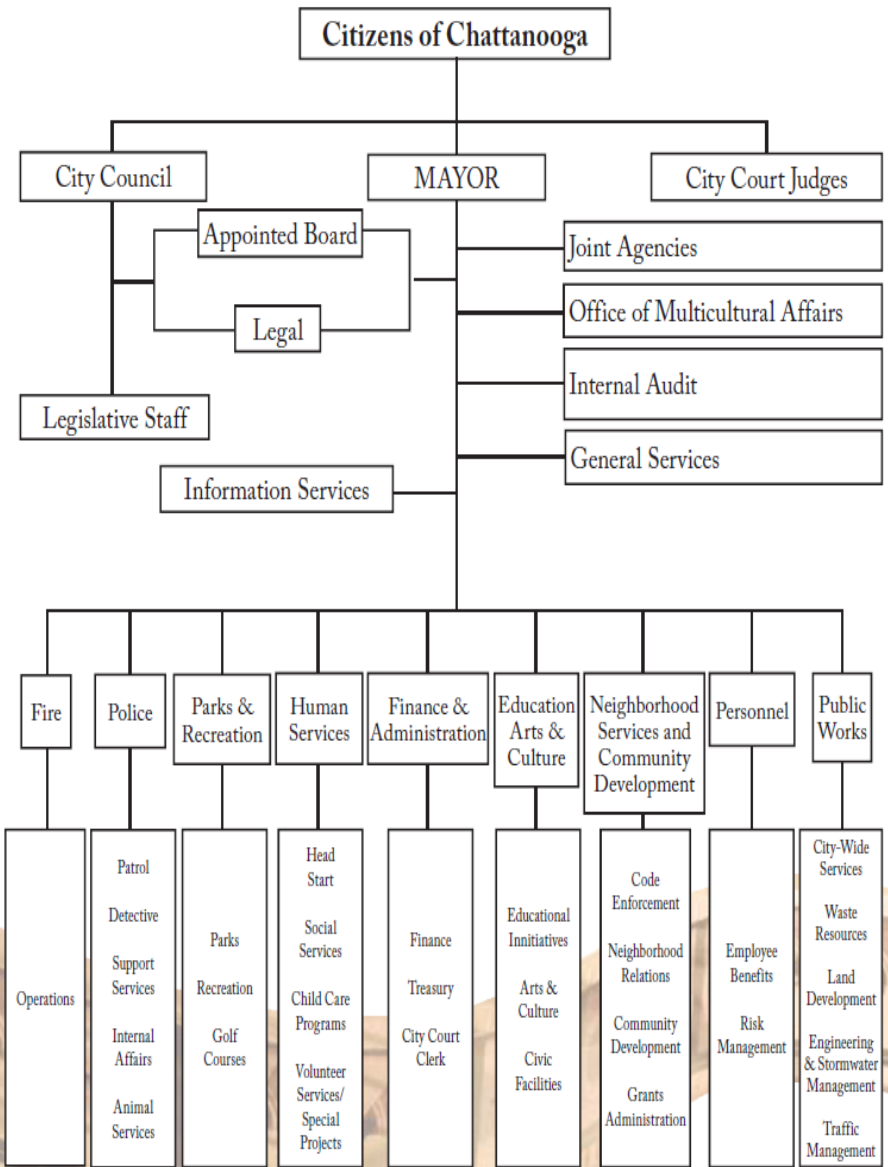 Citizens of Chattanooga
City Council
MAYOR
City Court Judges
Appointed Board
Legal
Legislative Staff
Joint Agencies
Office of Multicultural Affairs
Internal Audit
General Services
Information Services
Fire
Police
Parks &
Recreation
Human
Services
Finance &
Administration
Education
Arts &
Culture
Neighborhood
Services and
Community
Development
Personnel
Public
Works
Operations
Patrol
Detective
Support
Services
Internal
Affairs
Animal
Services
Parks
Recreation
Golf
Courses
Head
Start
Social
Services
Child Care
Programs
Volunteer
Services/
Special
Projects
Finance
Treasury
City Court
Clerk
Educational
Innitiatives
Arts &
Culture
Civic
Facilities
Code
Enforcement
Neighborhood
Relations
Community
Development
Grants
Administration
Employee
Benefits
Risk
Management
City-Wide
Services
Waste
Resources
Land
Development
Engineering
& Stormwater
Management
Traffic
Management